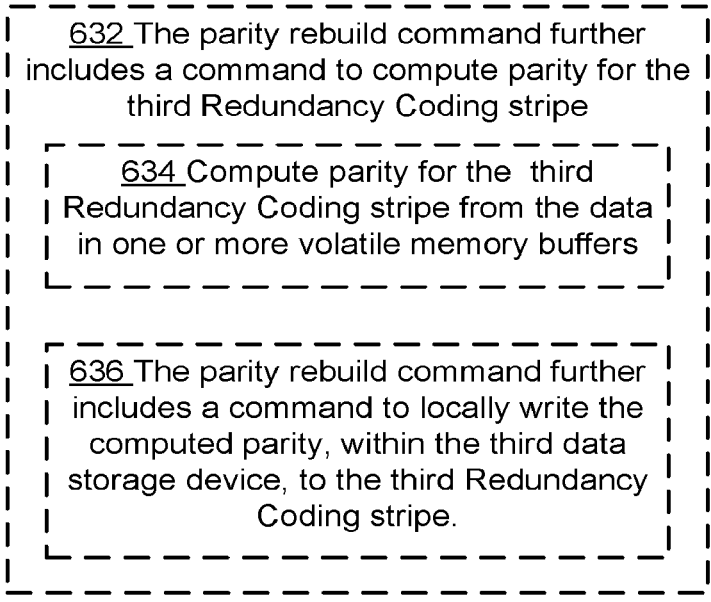 632 The parity rebuild command further
includes a command to compute parity for the
third Redundancy Coding stripe
634 Compute parity for the third
Redundancy Coding stripe from the data
in one or more volatile memory buffers
636 The parity rebuild command further
includes a command to locally write the
computed parity, within the third data
storage device, to the third Redundancy
Coding stripe.